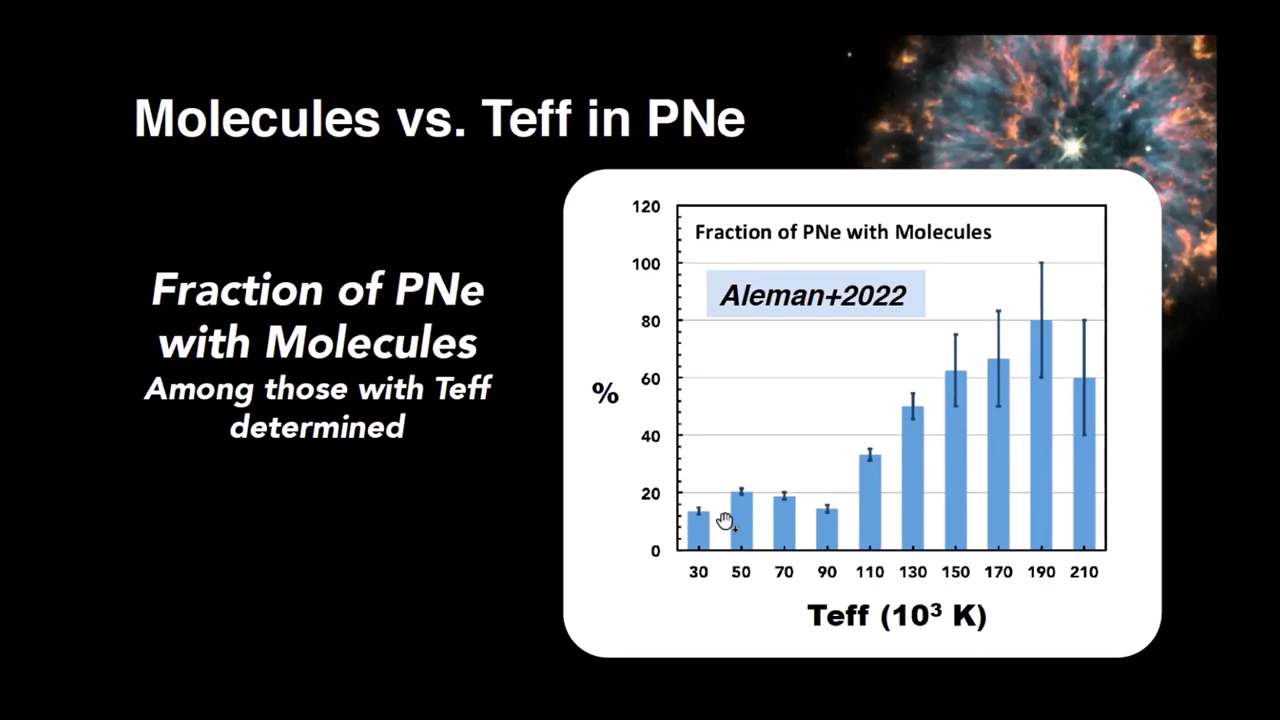 Molecules vs. Teff in PNe
Fraction of PNe
with Molecules
Among those with Teff
determined
Fraction of PNe with Molecules
Aleman+2022
%
120
100
80
60
40
20
0
30 50 70 90 110 130 150 170 190 210
Teff (10³ K)